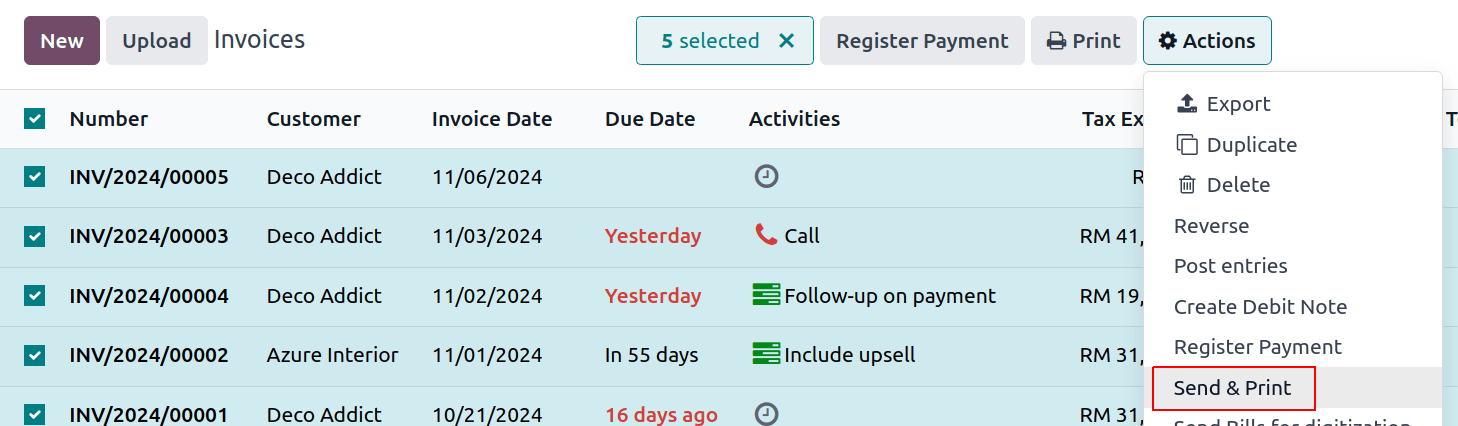 New Upload Invoices 5 selected Register Payment Print Actions
Number Customer Invoice Date Due Date Activities Tax Ex
Export
Duplicate
INV/2024/00005 Deco Addict 11/06/2024 R
Delete
Reverse
INV/2024/00003 Deco Addict 11/03/2024 Yesterday Call RM 41,
Post entries
INV/2024/00004 Deco Addict 11/02/2024 Yesterday Follow-up on payment RM 19,
Create Debit Note
Register Payment
INV/2024/00002 Azure Interior 11/01/2024 In 55 days Include upsell RM 31,
Send & Print
INV/2024/00001 Deco Addict 10/21/2024 16 days ago RM 31,
Send Bills for digitization